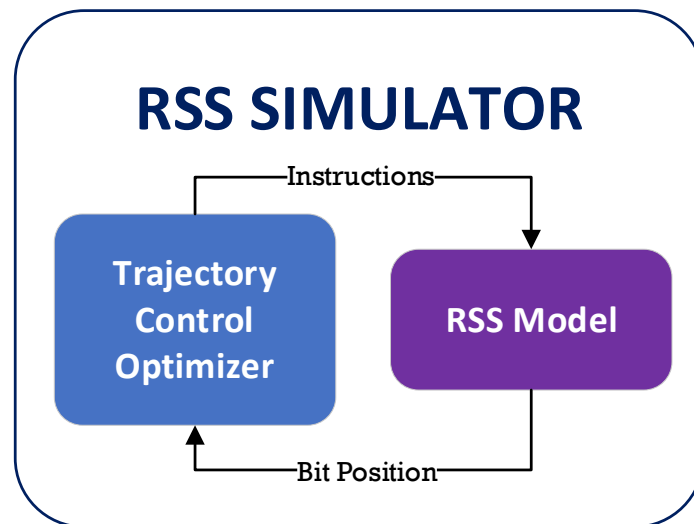 RSS SIMULATOR
Instructions
Trajectory
Control
Optimizer
RSS Model
Bit Position